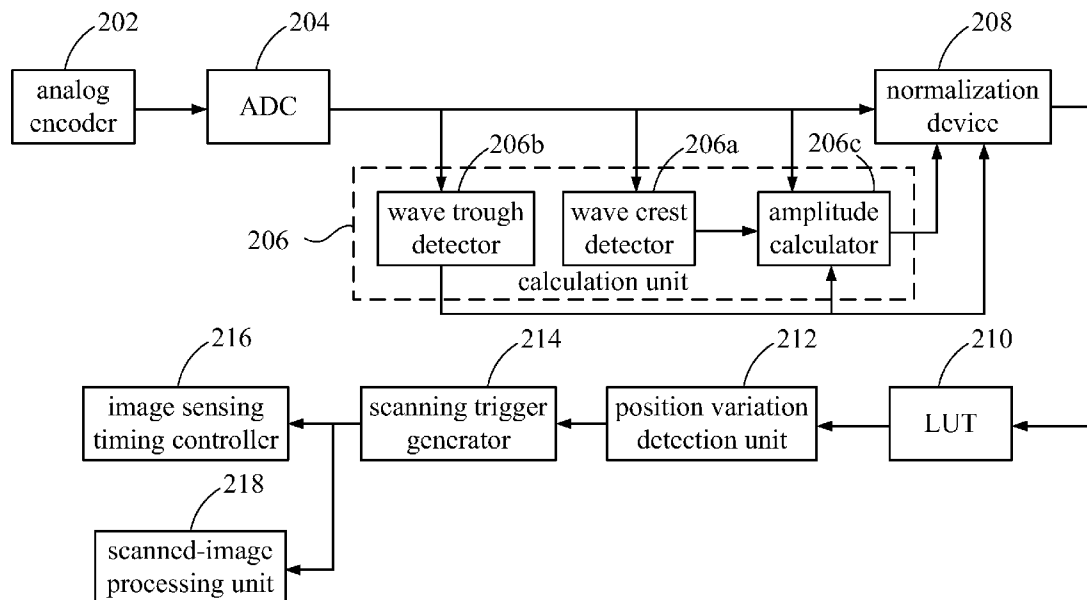 202
204
208
analog
encoder
ADC
normalization
device
206b
206a
206c
wave trough
detector
wave crest
detector
amplitude
calculator
206
calculation unit
216
214
212
210
image sensing
timing controller
scanning trigger
generator
position variation
detection unit
LUT
218
scanned-image
processing unit